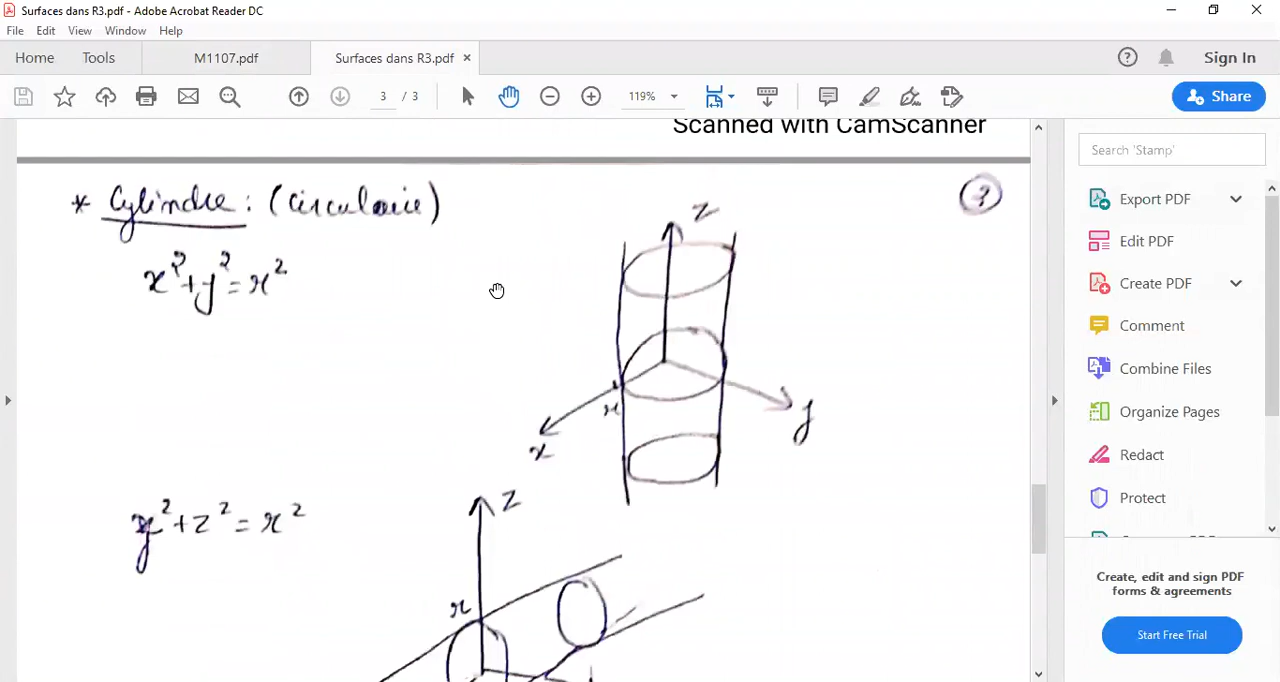 Surfaces dans R3.pdf - Adobe Acrobat Reader DC
File Edit View Window Help
Home Tools M1107.pdf Surfaces dans R3.pdf × Sign In
3 / 3 119% Share
Scanned with CamScanner
Search 'Stamp'
* Cylindre : (circulaire)
3
x² + y² = r²
z
r
x
y
y² + z² = r²
z
r
Export PDF
Edit PDF
Create PDF
Comment
Combine Files
Organize Pages
Redact
Protect
Create, edit and sign PDF
forms & agreements
Start Free Trial